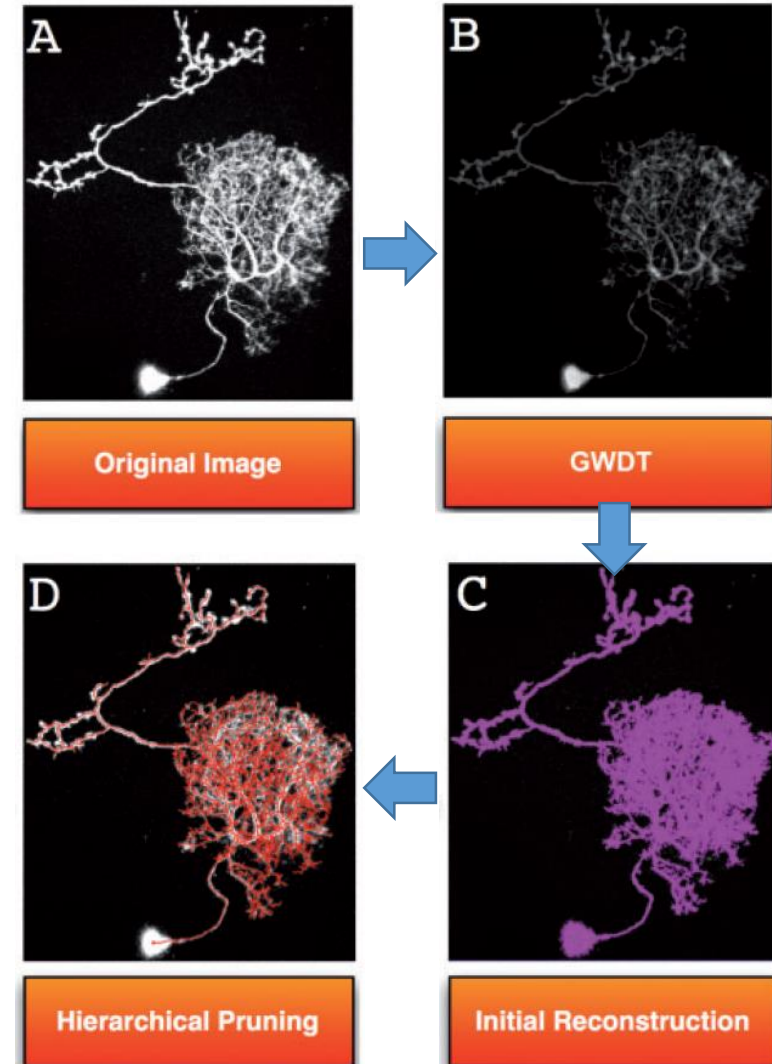 A
B
Original Image
GWDT
D
C
Hierarchical Pruning
Initial Reconstruction